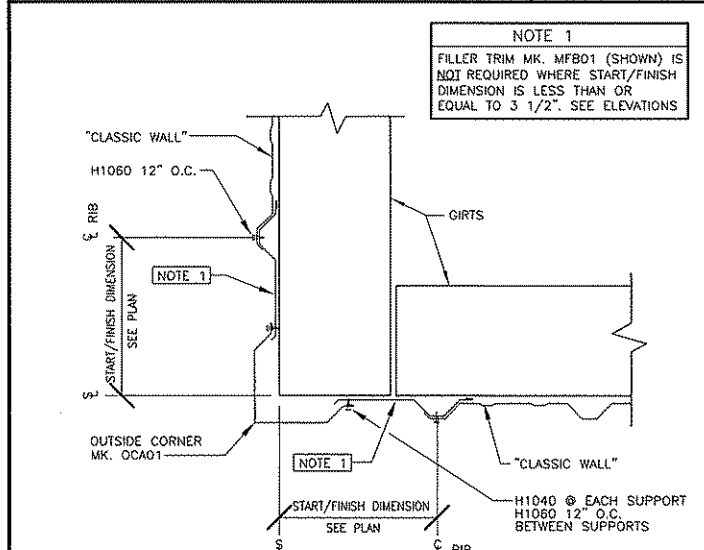 NOTE 1
FILLER TRIM MK. MFB01 (SHOWN) IS
NOT REQUIRED WHERE START/FINISH
DIMENSION IS LESS THAN OR
EQUAL TO 3 1/2". SEE ELEVATIONS
"CLASSIC WALL"
H1060 12" O.C.
GIRTS
℄ RIB
NOTE 1
START/FINISH DIMENSION
SEE PLAN
OUTSIDE CORNER
MK. OCA01
NOTE 1
"CLASSIC WALL"
H1040 @ EACH SUPPORT
H1060 12" O.C.
BETWEEN SUPPORTS
START/FINISH DIMENSION
SEE PLAN
S
C RIB